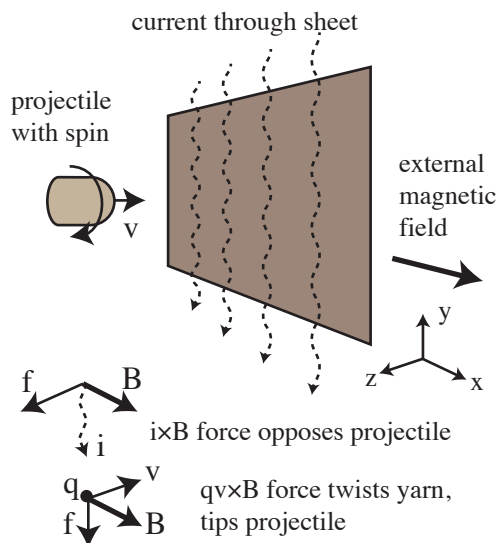 current through sheet
projectile
with spin
v
external
magnetic
field
y
z
x
f
B
i
i×B force opposes projectile
q
v
f
B
qv×B force twists yarn,
tips projectile